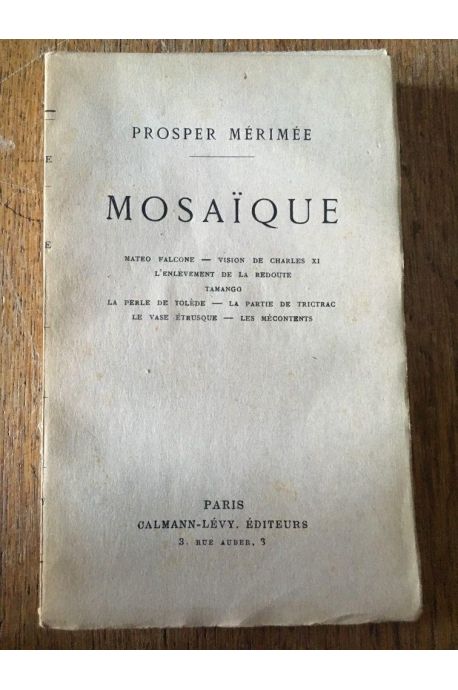 PROSPER MÉRIMÉE
MOSAÏQUE
MATEO FALCONE — VISION DE CHARLES XI
L'ENLÈVEMENT DE LA REDOUTE
TAMANGO
LA PERLE DE TOLÈDE — LA PARTIE DE TRICTRAC
LE VASE ÉTRUSQUE — LES MÉCONTENTS
PARIS
CALMANN-LÉVY, ÉDITEURS
3, RUE AUBER, 3